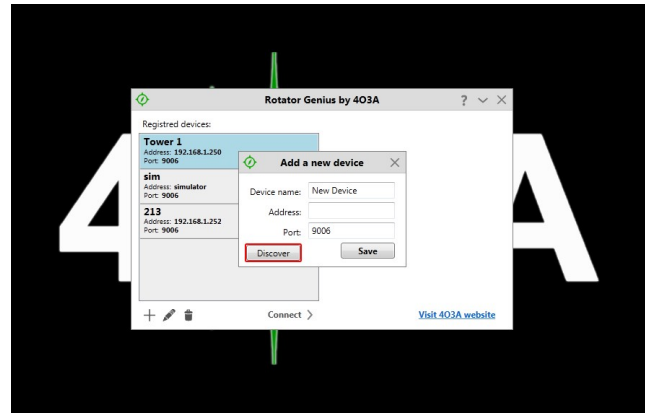 Rotator Genius by 4O3A
?
Registred devices:
Tower 1
Address: 192.168.1.250
Port: 9006
sim
Address: simulator
Port: 9006
213
Address: 192.168.1.252
Port: 9006
Add a new device
Device name: New Device
Address:
Port: 9006
Discover
Save
Connect
Visit 4O3A website
4
A